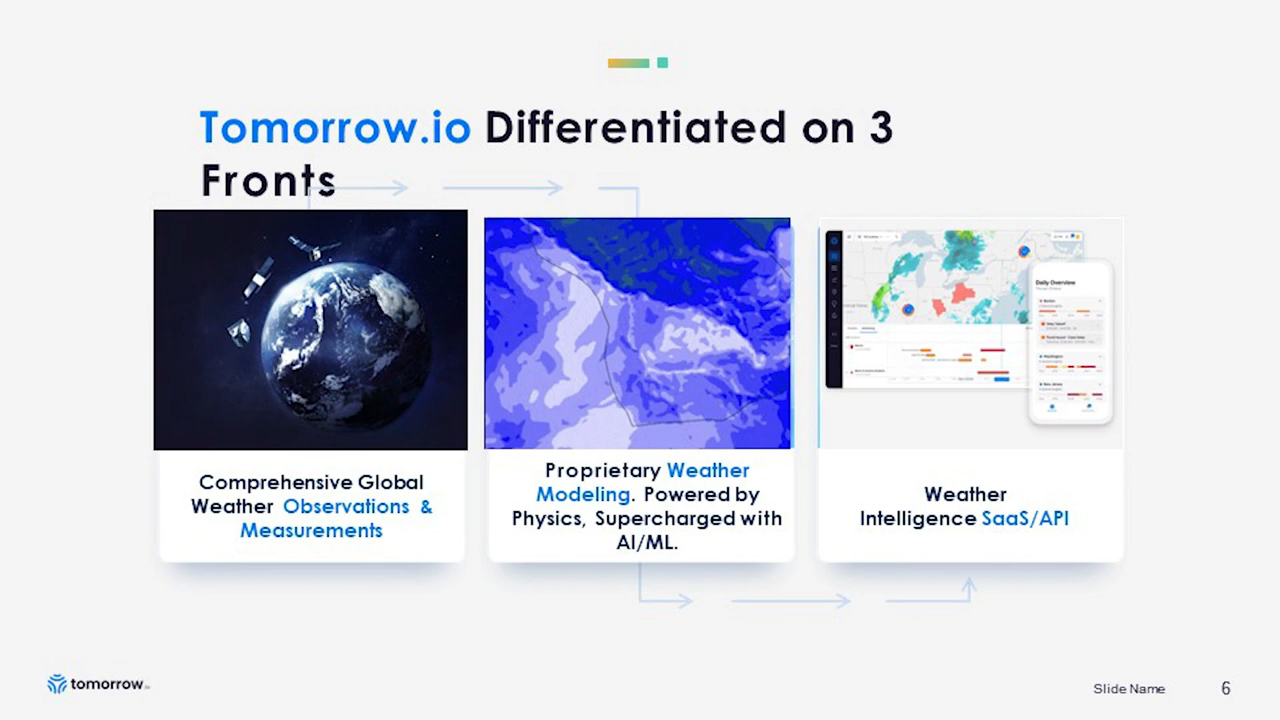 Tomorrow.io Differentiated on 3
Fronts
Daily Overview
Comprehensive Global
Weather Observations &
Measurements
Proprietary Weather
Modeling. Powered by
Physics, Supercharged with
AI/ML.
Weather
Intelligence SaaS/API
tomorrow.io
Slide Name
6